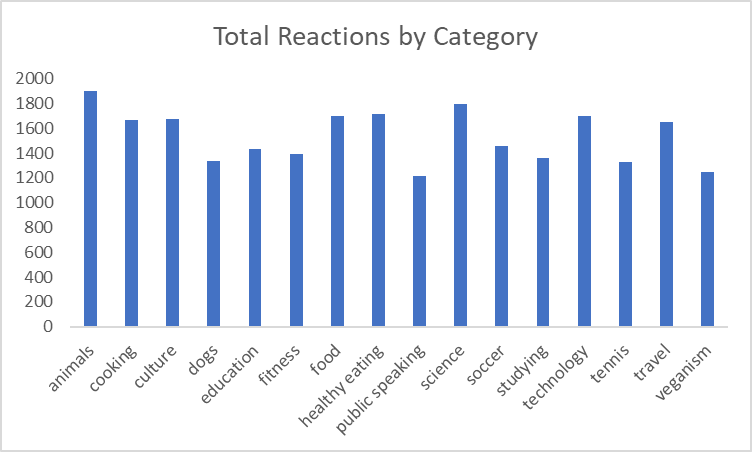 Total Reactions by Category
2000
1800
1600
1400
1200
1000
800
600
400
200
0
animals
cooking
culture
dogs
education
fitness
food
healthy eating
public speaking
science
soccer
studying
technology
tennis
travel
veganism